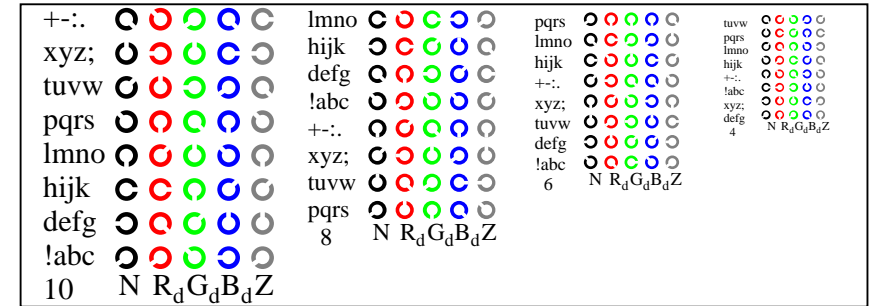 +-:.
xyz;
tuvw
pqrs
lmno
hijk
defg
!abc
10 N RdGdBdZ
lmno
hijk
defg
!abc
+-:.
xyz;
tuvw
pqrs
8 N RdGdBdZ
pqrs
lmno
hijk
+-:.
xyz;
tuvw
defg
!abc
6 N RdGdBdZ
tuvw
pqrs
lmno
hijk
+-:.
!abc
xyz;
defg
4 N RdGdBdZ